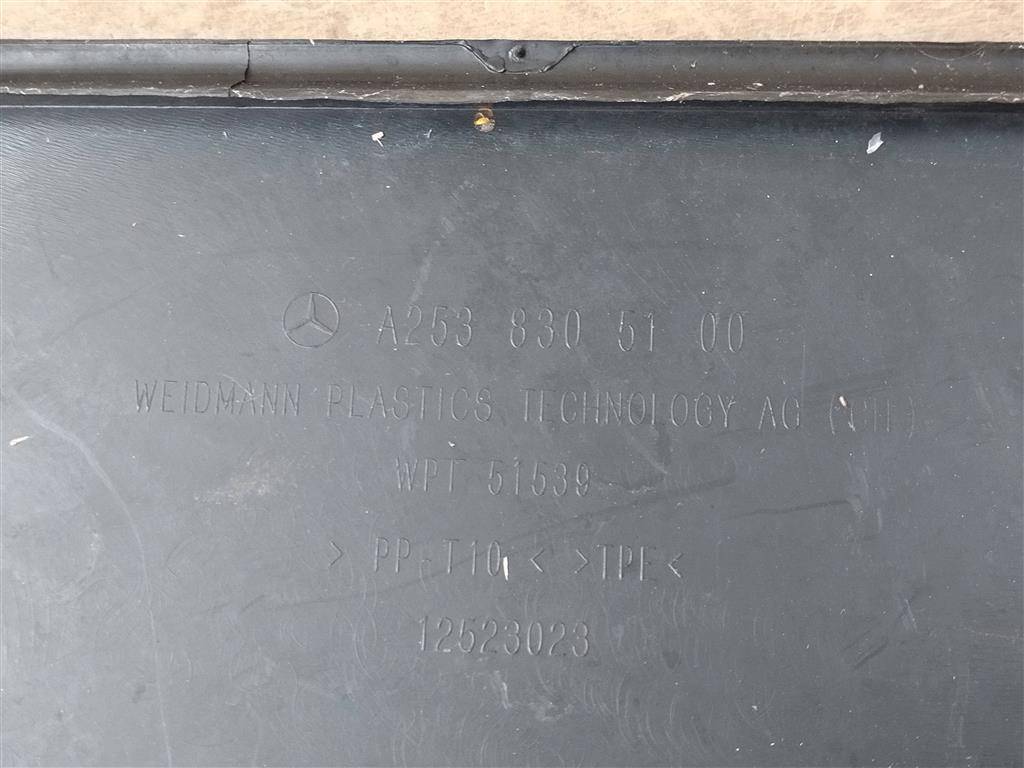 A253 830 51 00
WEIDMANN PLASTICS TECHNOLOGY AG
WPT 51539
> PP-T10 < >TPE<
12523023